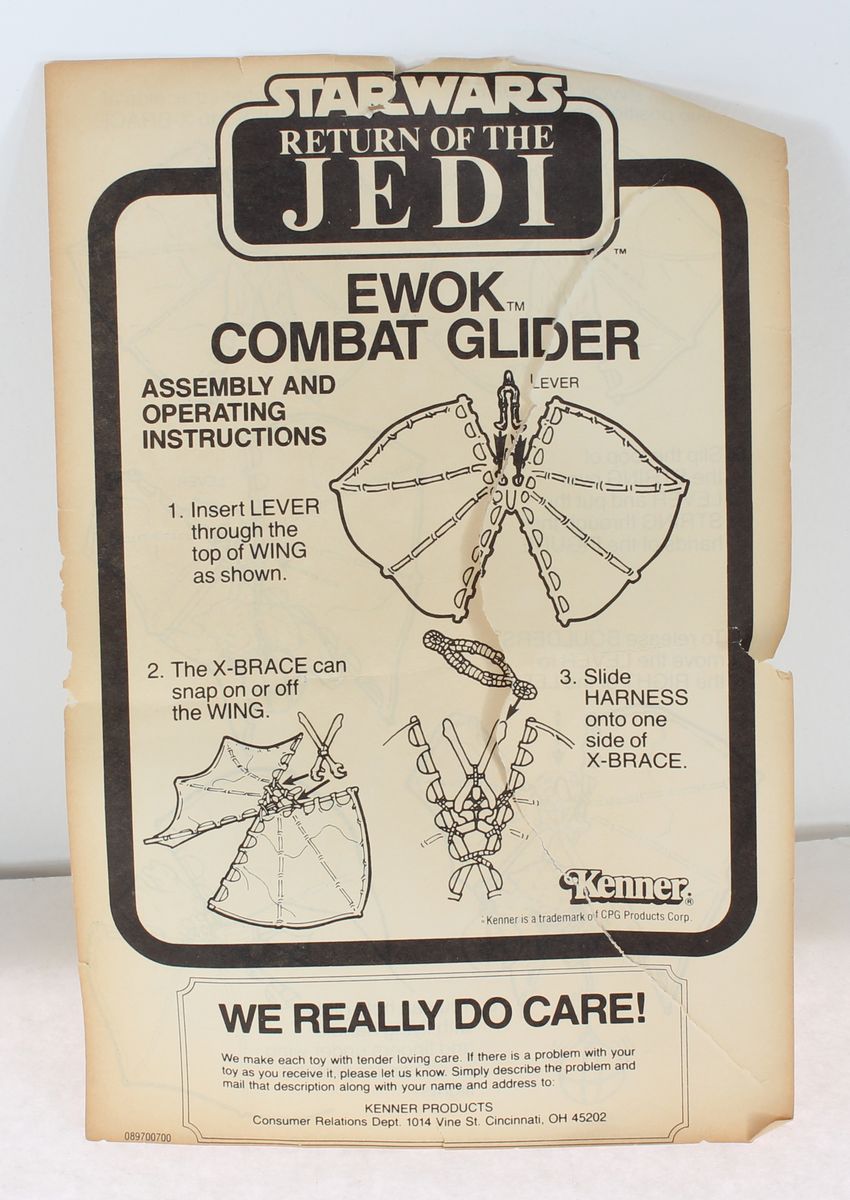 STAR WARS
RETURN OF THE
JEDI
™
EWOK™
COMBAT GLIDER
ASSEMBLY AND
OPERATING
INSTRUCTIONS
LEVER
1. Insert LEVER
through the
top of WING
as shown.
2. The X-BRACE can
snap on or off
the WING.
3. Slide
HARNESS
onto one
side of
X-BRACE.
Kenner®
Kenner is a trademark of CPG Products Corp.
WE REALLY DO CARE!
We make each toy with tender loving care. If there is a problem with your
toy as you receive it, please let us know. Simply describe the problem and
mail that description along with your name and address to:
KENNER PRODUCTS
Consumer Relations Dept. 1014 Vine St. Cincinnati, OH 45202
089700700